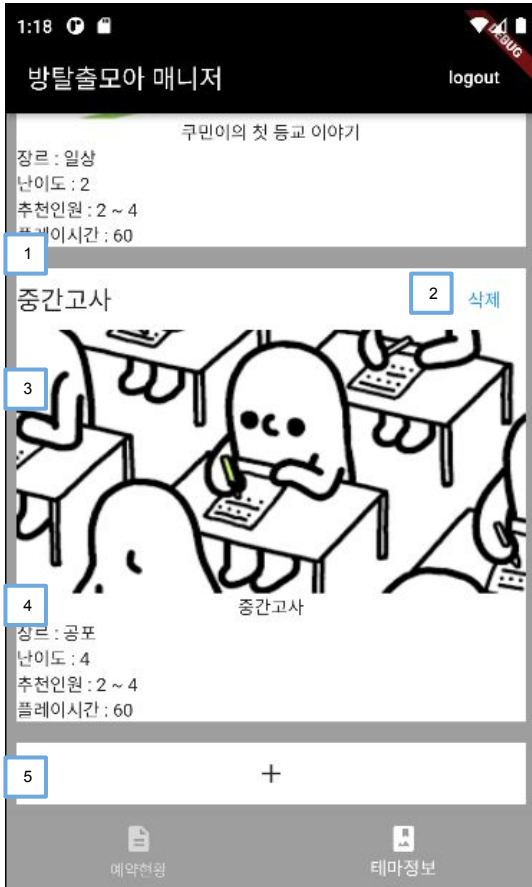 1:18
DEBUG
방탈출모아 매니저 logout
쿠민이의 첫 등교 이야기
장르 : 일상
난이도 : 2
추천인원 : 2 ~ 4
플레이시간 : 60
1
중간고사 2 삭제
3
4 중간고사
장르 : 공포
난이도 : 4
추천인원 : 2 ~ 4
플레이시간 : 60
5 +
예약현황 테마정보